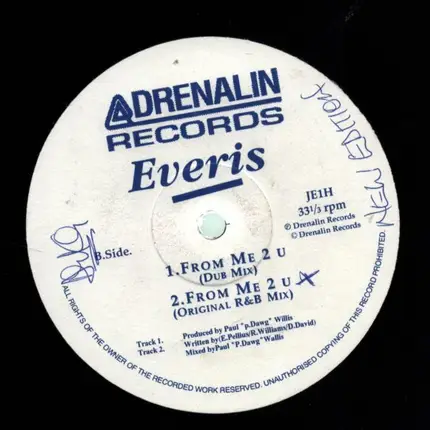 ADRENALIN
RECORDS
Everis
JE1H
33 1/3 rpm
℗ Drenalin Records
© Drenalin Records
NEW EDITION
B.Side.
1.FROM ME 2 U
(DUB MIX)
2.FROM ME 2 U
(ORIGINAL R&B MIX)
Track 1. Produced by Paul "p.Dawg" Willis
Track 2. Written by(E.Pellius/R.Williams/D.David)
Mixed byPaul "P.Dawg"Wallis
ALL RIGHTS OF THE OWNER OF THE RECORDED WORK RESERVED. UNAUTHORISED COPYING OF THIS RECORD PROHIBITED.